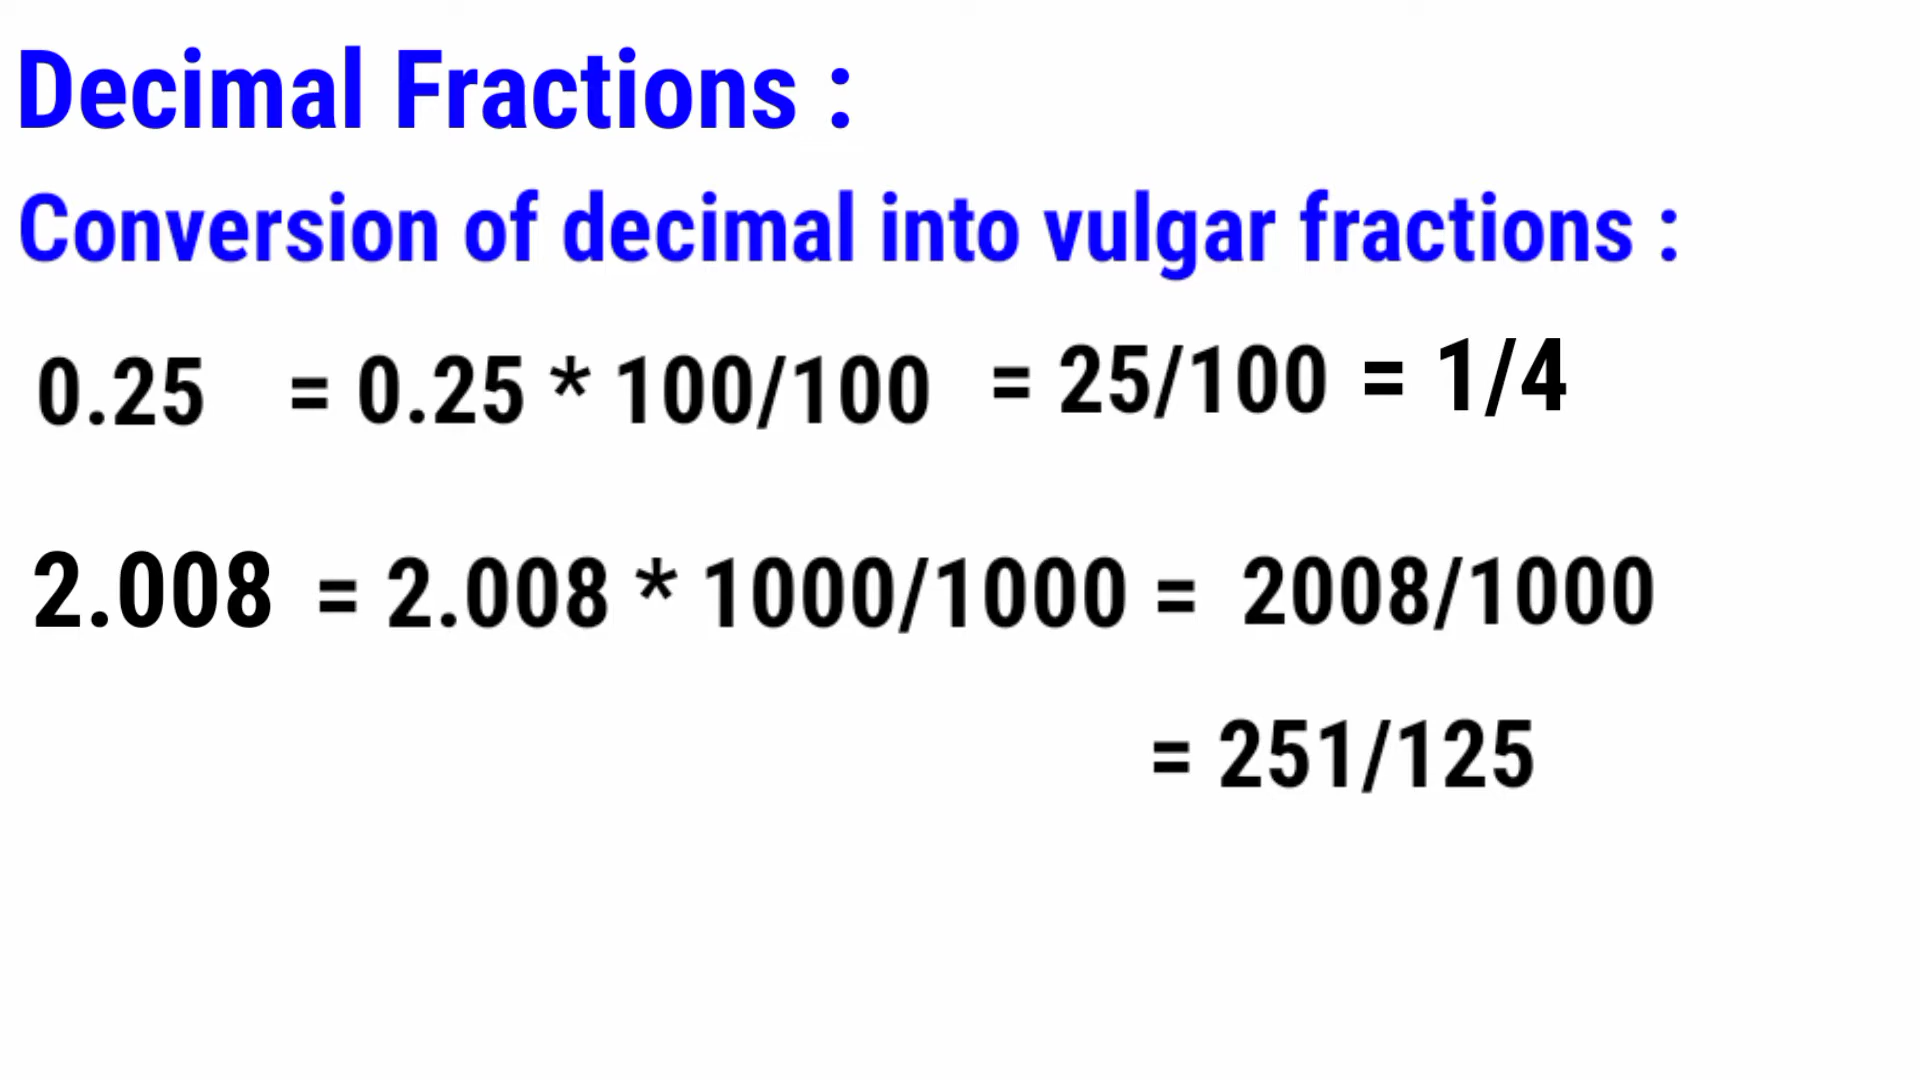 Decimal Fractions :
Conversion of decimal into vulgar fractions :
0.25 = 0.25 * 100/100 = 25/100 = 1/4
2.008 = 2.008 * 1000/1000 = 2008/1000
= 251/125